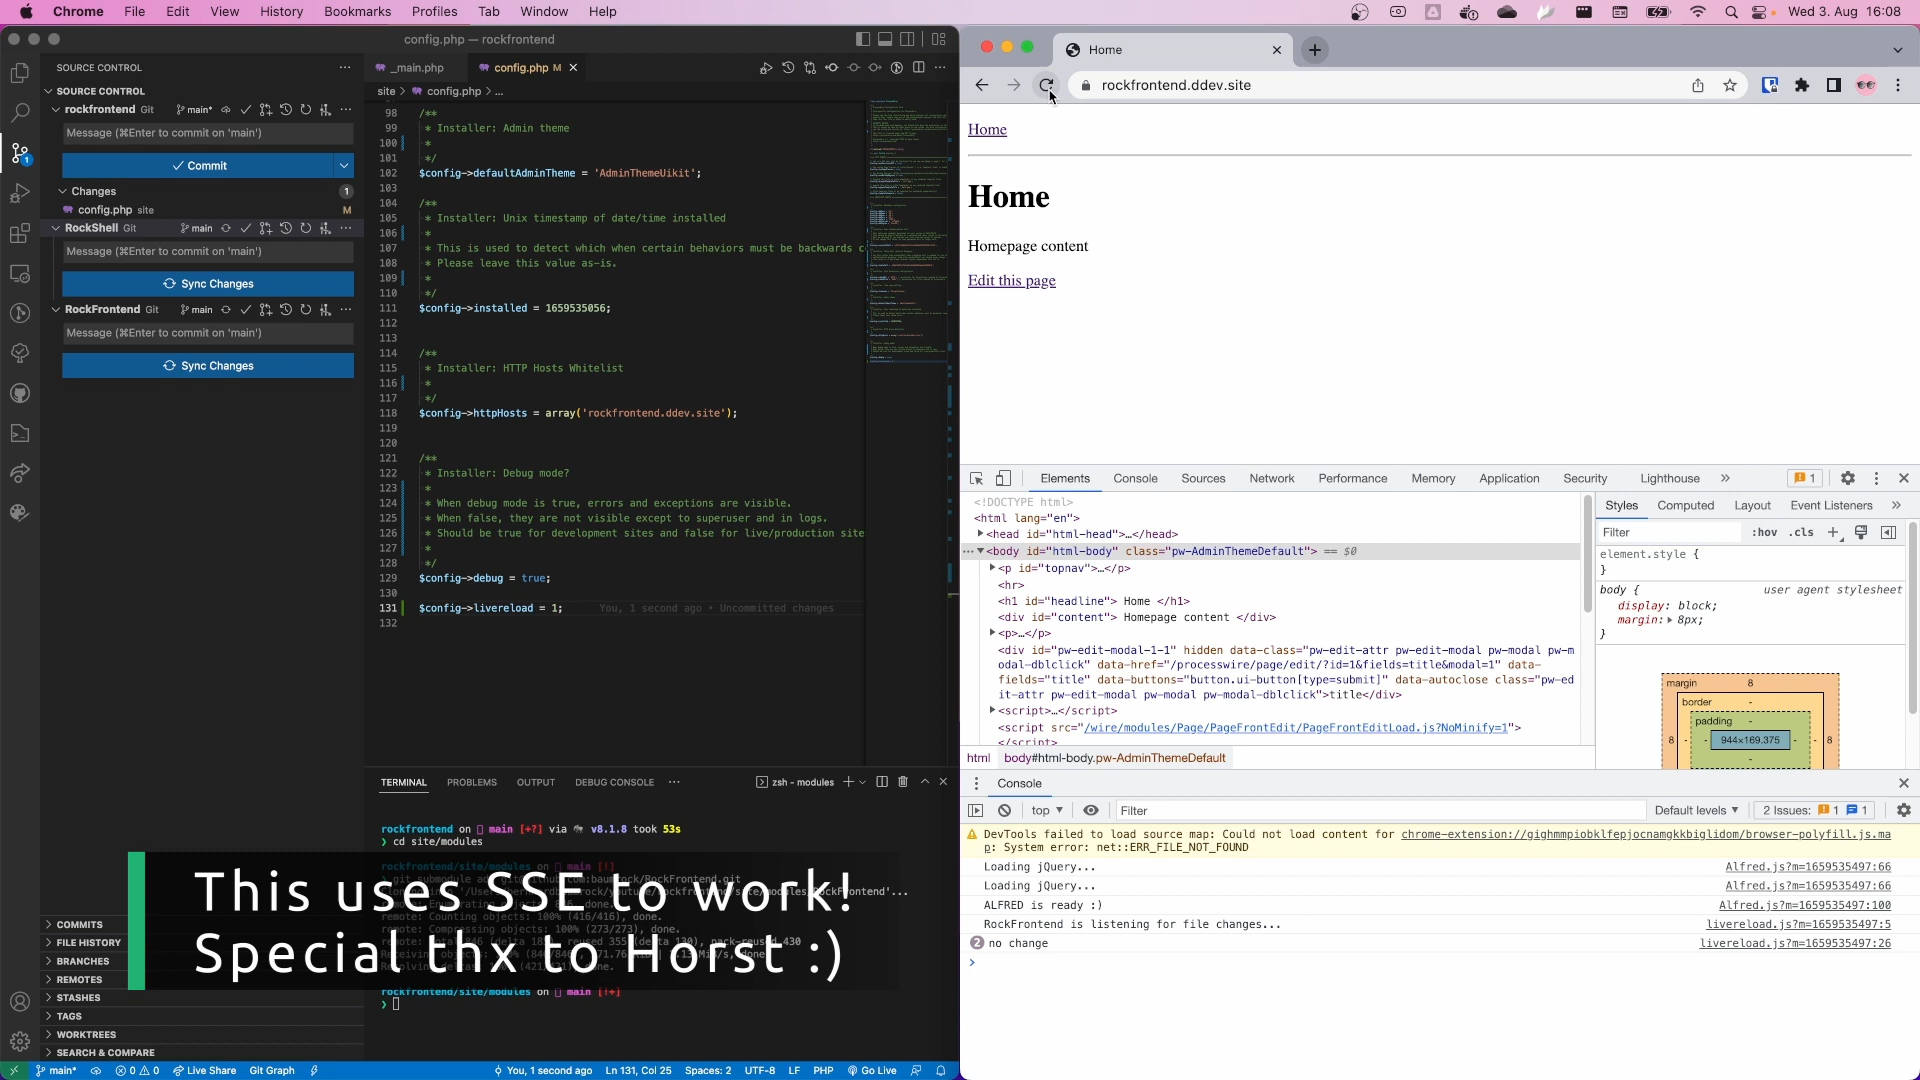 Chrome File Edit View History Bookmarks Profiles Tab Window Help
Wed 3. Aug 16:08
config.php — rockfrontend
SOURCE CONTROL
SOURCE CONTROL
rockfrontend Git main*
Message (⌘Enter to commit on 'main')
Commit
Changes 1
config.php site M
RockShell Git main
Message (⌘Enter to commit on 'main')
Sync Changes
RockFrontend Git main
Message (⌘Enter to commit on 'main')
Sync Changes
COMMITS
FILE HISTORY
BRANCHES
REMOTES
STASHES
TAGS
WORKTREES
SEARCH & COMPARE
_main.php config.php M
site > config.php > ...
98 /**
99 * Installer: Admin theme
100 *
101 */
102 $config->defaultAdminTheme = 'AdminThemeUikit';
103
104 /**
105 * Installer: Unix timestamp of date/time installed
106 *
107 * This is used to detect which when certain behaviors must be backwards c
108 * Please leave this value as-is.
109 *
110 */
111 $config->installed = 1659535056;
112
113
114 /**
115 * Installer: HTTP Hosts Whitelist
116 *
117 */
118 $config->httpHosts = array('rockfrontend.ddev.site');
119
120
121 /**
122 * Installer: Debug mode?
123 *
124 * When debug mode is true, errors and exceptions are visible.
125 * When false, they are not visible except to superuser and in logs.
126 * Should be true for development sites and false for live/production site
127 *
128 */
129 $config->debug = true;
130
131 $config->livereload = 1; You, 1 second ago • Uncommitted changes
132
TERMINAL PROBLEMS OUTPUT DEBUG CONSOLE ... zsh - modules
rockfrontend on main [+?] via v8.1.8 took 53s
❯ cd site/modules
rockfrontend/site/modules on main [!]
This uses SSE to work!
Special thx to Horst :)
rockfrontend/site/modules on main [!+]
❯
main* 0 0 Live Share Git Graph You, 1 second ago Ln 131, Col 25 Spaces: 2 UTF-8 LF PHP Go Live
Home
rockfrontend.ddev.site
Home
Home
Homepage content
Edit this page
Elements Console Sources Network Performance Memory Application Security Lighthouse » 1
<!DOCTYPE html>
<html lang="en">
<head id="html-head">…</head>
<body id="html-body" class="pw-AdminThemeDefault"> == $0
<p id="topnav">…</p>
<hr>
<h1 id="headline"> Home </h1>
<div id="content"> Homepage content </div>
<p>…</p>
<div id="pw-edit-modal-1-1" hidden data-class="pw-edit-attr pw-edit-modal pw-modal pw-m
odal-dblclick" data-href="/processwire/page/edit/?id=1&fields=title&modal=1" data-
fields="title" data-buttons="button.ui-button[type=submit]" data-autoclose class="pw-ed
it-attr pw-edit-modal pw-modal pw-modal-dblclick">title</div>
<script>…</script>
<script src="/wire/modules/Page/PageFrontEdit/PageFrontEditLoad.js?NoMinify=1">
</script>
html body#html-body.pw-AdminThemeDefault
Styles Computed Layout Event Listeners »
Filter :hov .cls +
element.style {
}
body { user agent stylesheet
display: block;
margin: 8px;
}
margin 8
border -
padding -
8 - - 944×169.375 - - 8
-
Console
top Filter Default levels 2 Issues: 1 1
DevTools failed to load source map: Could not load content for chrome-extension://gighmmpiobklfepjocnamgkkbiglidom/browser-polyfill.js.ma
p: System error: net::ERR_FILE_NOT_FOUND
Loading jQuery... Alfred.js?m=1659535497:66
Loading jQuery... Alfred.js?m=1659535497:66
ALFRED is ready :) Alfred.js?m=1659535497:100
RockFrontend is listening for file changes... livereload.js?m=1659535497:5
2 no change livereload.js?m=1659535497:26